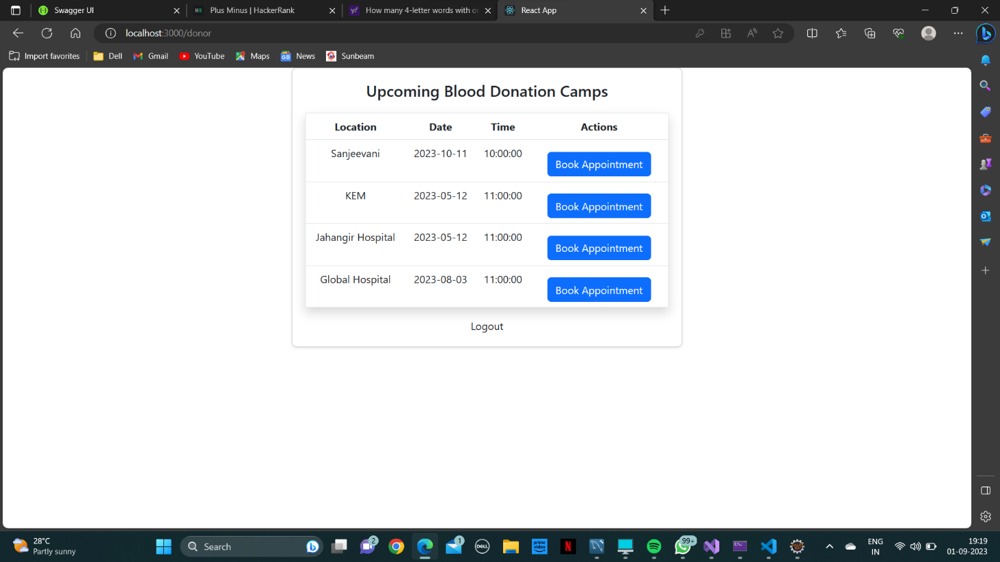 Swagger UI
Plus Minus | HackerRank
How many 4-letter words with or
React App
localhost:3000/donor
Import favorites
Dell
Gmail
YouTube
Maps
News
Sunbeam
Upcoming Blood Donation Camps
Location Date Time Actions
Sanjeevani 2023-10-11 10:00:00 Book Appointment
KEM 2023-05-12 11:00:00 Book Appointment
Jahangir Hospital 2023-05-12 11:00:00 Book Appointment
Global Hospital 2023-08-03 11:00:00 Book Appointment
Logout
28°C
Partly sunny
Search
2
1
DELL
prime video
N
99+
ENG
IN
19:19
01-09-2023